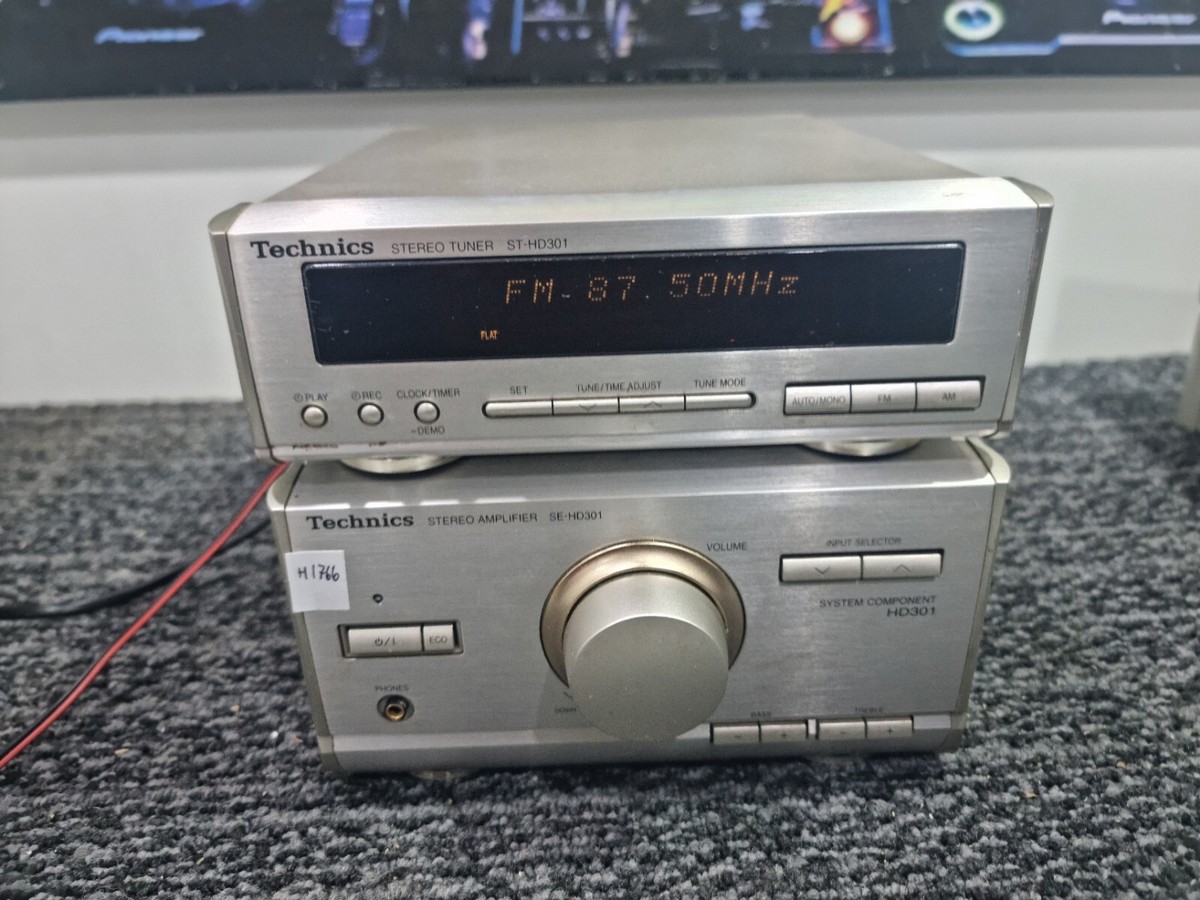 Pioneer
Pioneer
Technics STEREO TUNER ST-HD301
FM- 87.50MHz
FLAT
PLAY REC CLOCK/TIMER
-DEMO
SET TUNE/TIME ADJUST TUNE MODE
AUTO/MONO FM AM
Technics STEREO AMPLIFIER SE-HD301
H1766
VOLUME
INPUT SELECTOR
SYSTEM COMPONENT
HD301
⏻/I ECO
PHONES
DOWN
BASS TREBLE
- + - +